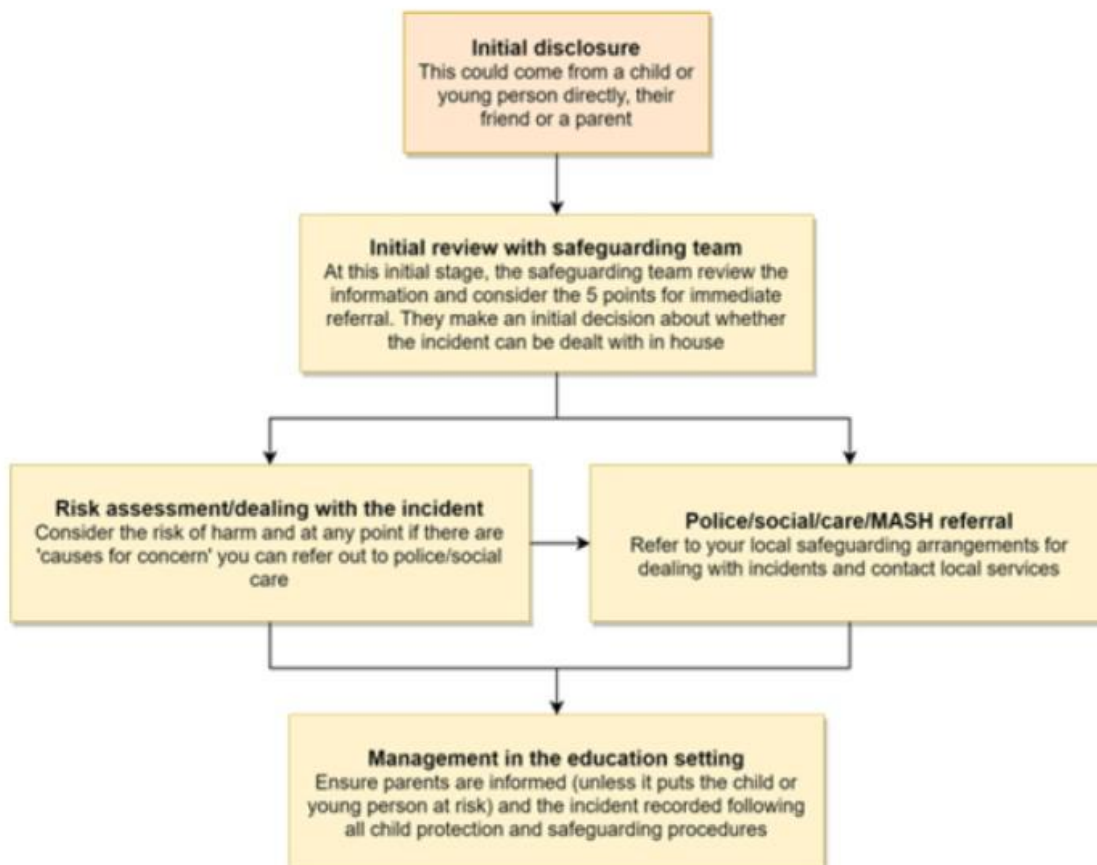 Initial disclosure
This could come from a child or
young person directly, their
friend or a parent
Initial review with safeguarding team
At this initial stage, the safeguarding team review the
information and consider the 5 points for immediate
referral. They make an initial decision about whether
the incident can be dealt with in house
Risk assessment/dealing with the incident
Consider the risk of harm and at any point if there are
'causes for concern' you can refer out to police/social
care
Police/social/care/MASH referral
Refer to your local safeguarding arrangements for
dealing with incidents and contact local services
Management in the education setting
Ensure parents are informed (unless it puts the child or
young person at risk) and the incident recorded following
all child protection and safeguarding procedures